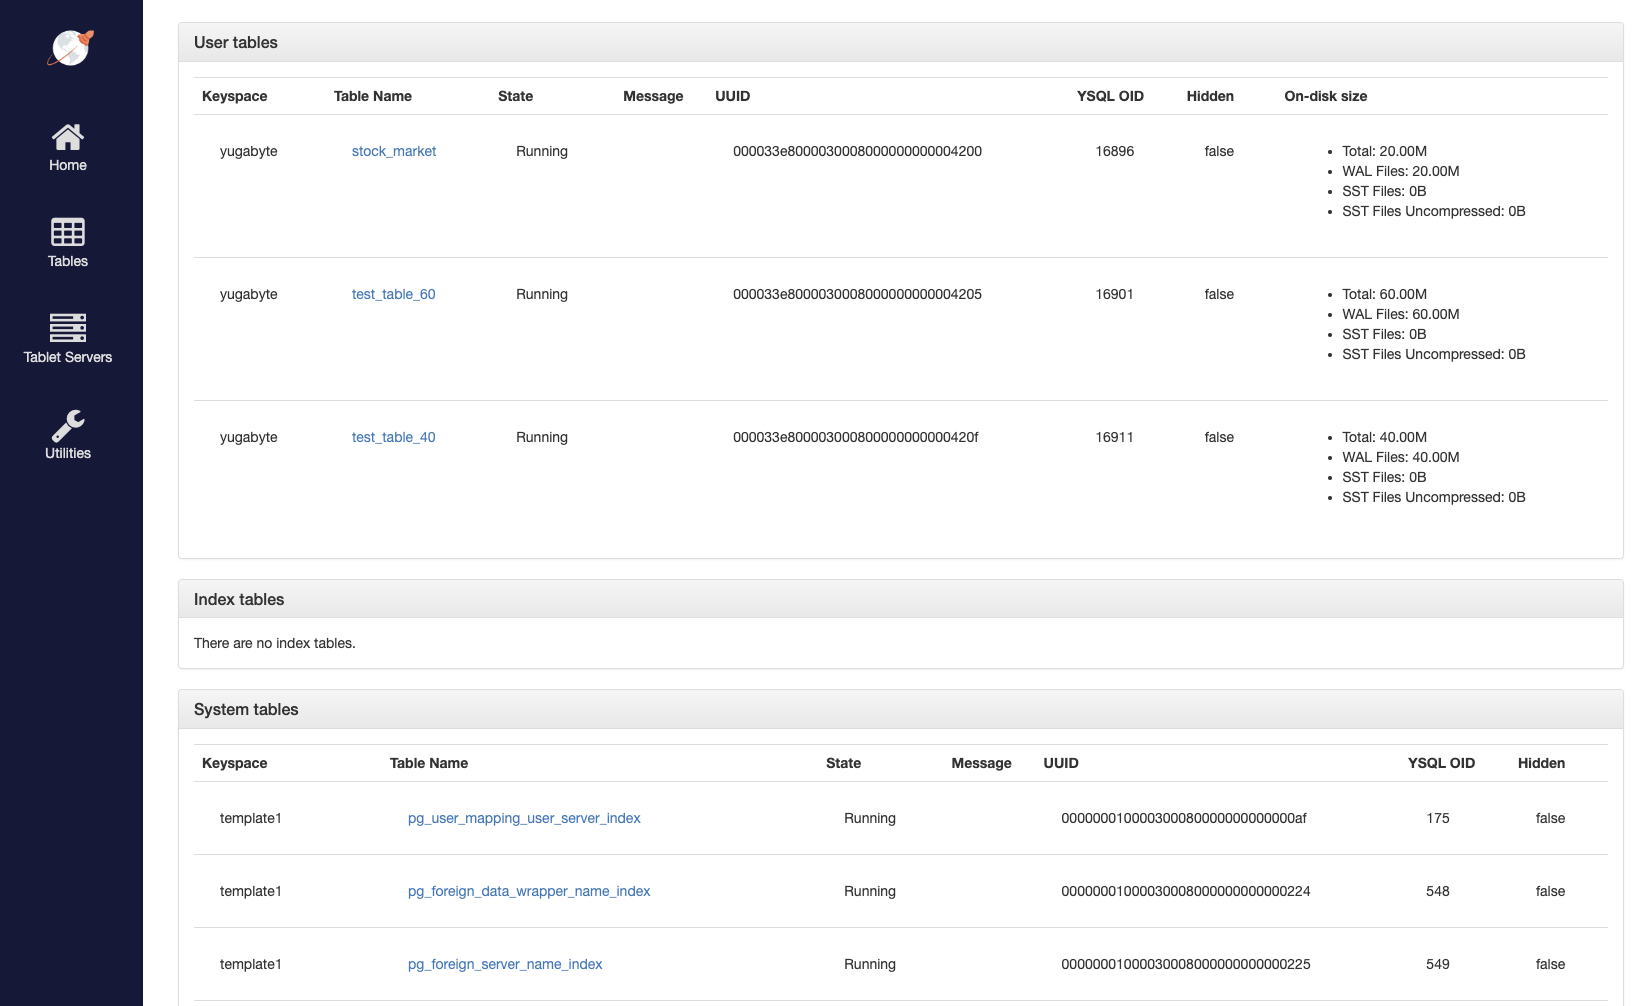 Home
Tables
Tablet Servers
Utilities
User tables
Keyspace Table Name State Message UUID YSQL OID Hidden On-disk size
yugabyte stock_market Running 000033e8000030008000000000004200 16896 false • Total: 20.00M
• WAL Files: 20.00M
• SST Files: 0B
• SST Files Uncompressed: 0B
yugabyte test_table_60 Running 000033e8000030008000000000004205 16901 false • Total: 60.00M
• WAL Files: 60.00M
• SST Files: 0B
• SST Files Uncompressed: 0B
yugabyte test_table_40 Running 000033e800003000800000000000420f 16911 false • Total: 40.00M
• WAL Files: 40.00M
• SST Files: 0B
• SST Files Uncompressed: 0B
Index tables
There are no index tables.
System tables
Keyspace Table Name State Message UUID YSQL OID Hidden
template1 pg_user_mapping_user_server_index Running 000000010000300080000000000000af 175 false
template1 pg_foreign_data_wrapper_name_index Running 00000001000030008000000000000224 548 false
template1 pg_foreign_server_name_index Running 00000001000030008000000000000225 549 false